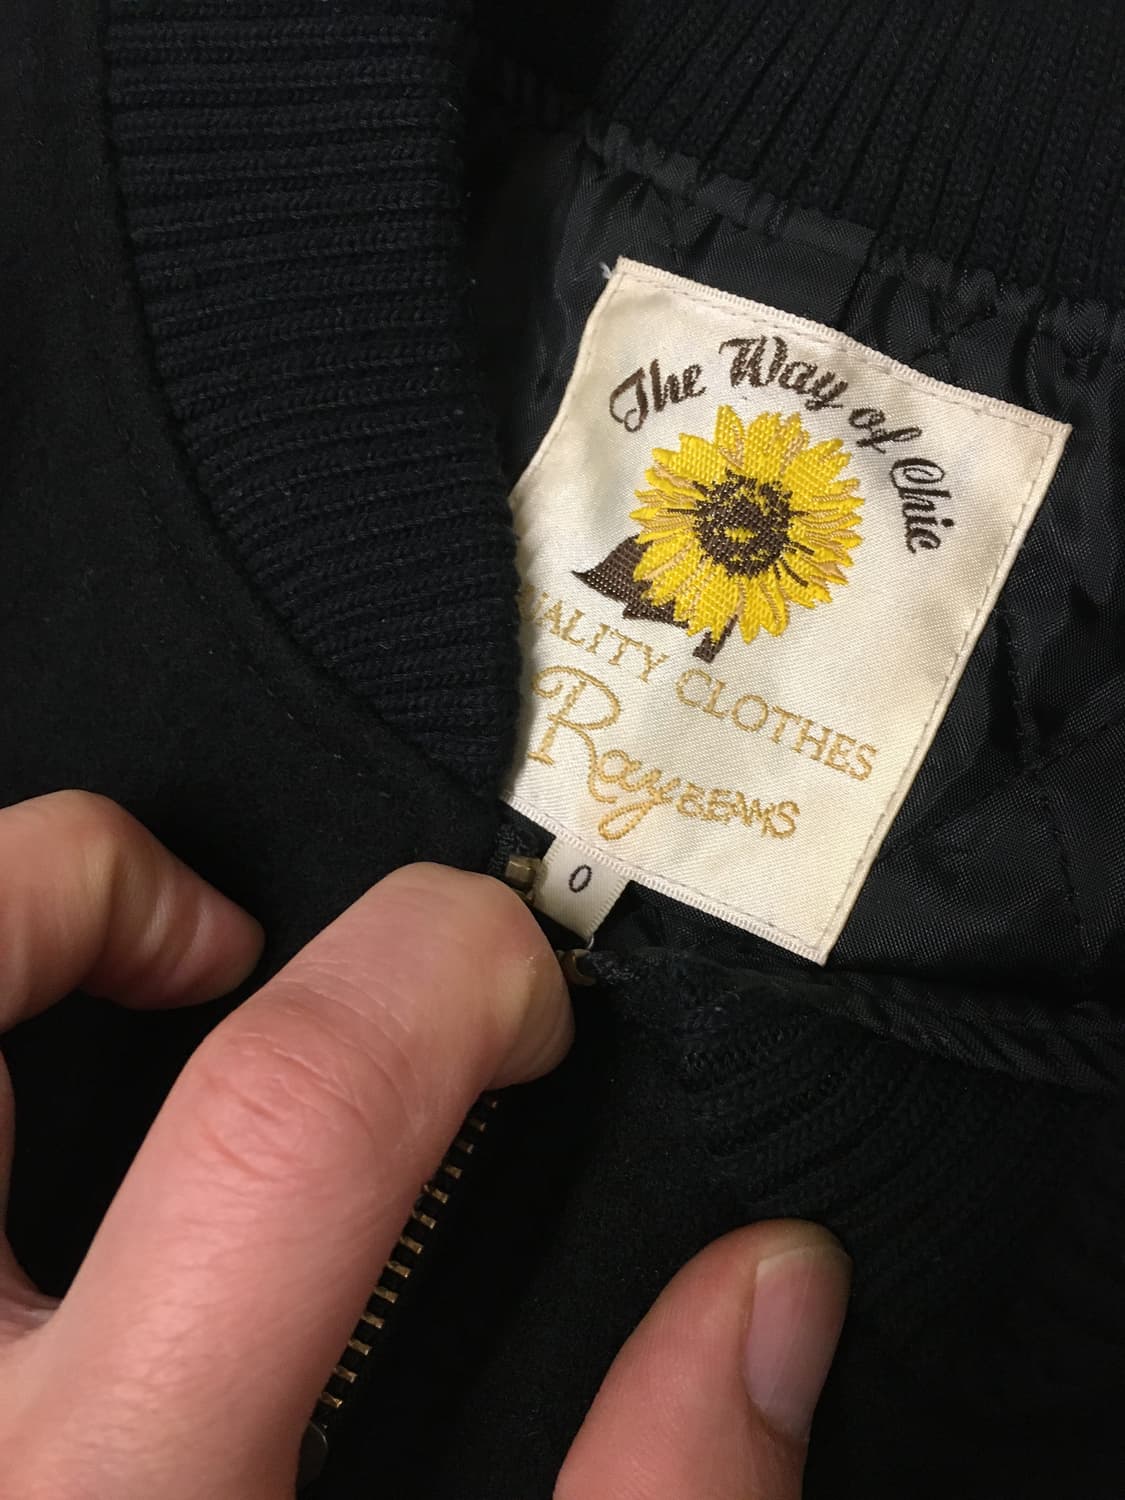 The Way of Chic
UALITY CLOTHES
Ray BEAMS
0